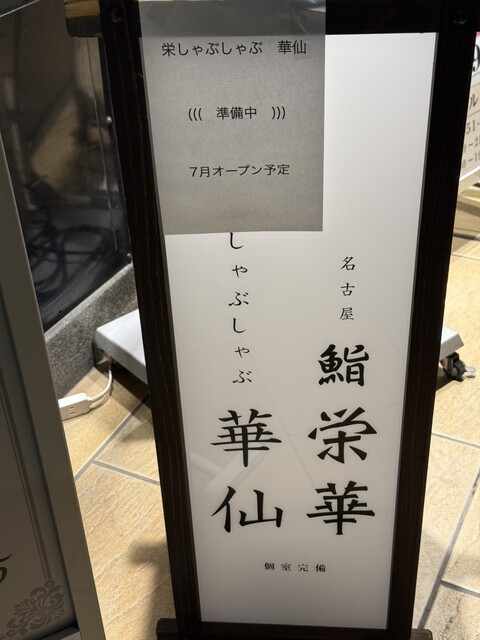 栄しゃぶしゃぶ　華仙
(((　準備中　)))
7月オープン予定
名古屋
鮨 栄華
しゃぶしゃぶ
華仙
個室完備